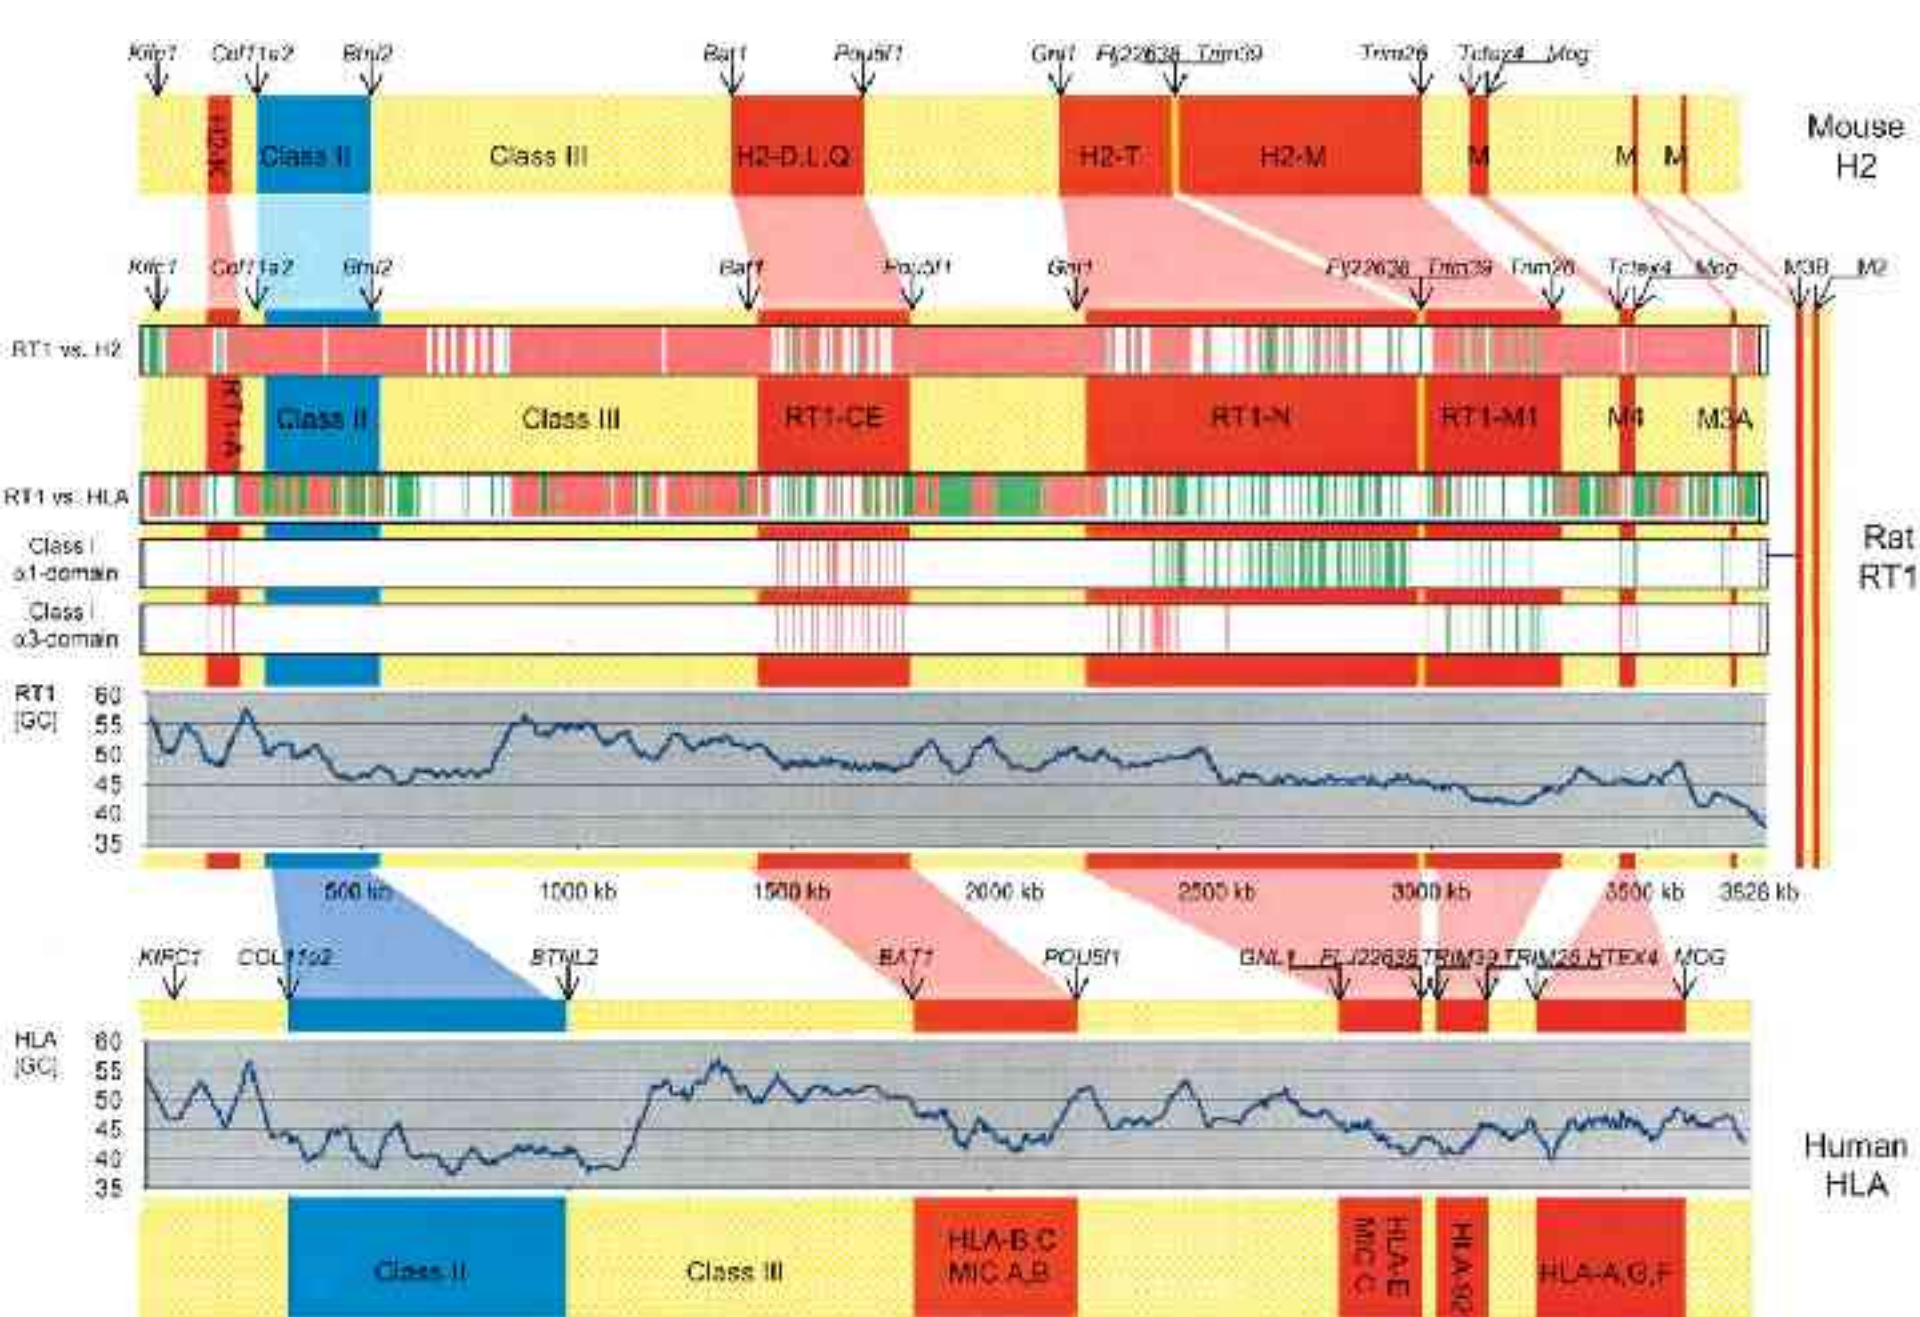 Kifc1 Col11a2 Btnl2 Bat1 Pou5f1 Gnl1 Flj22638 Trim39 Trim26 Tctex4 Mog
H2-K Class II Class III H2-D,L,Q H2-T H2-M M M M
Mouse
H2
Kifc1 Col11a2 Btnl2 Bat1 Pou5f1 Gnl1 Flj22638 Trim39 Trim26 Tctex4 Mog M3B M2
RT1 vs. H2
RT1-A Class II Class III RT1-CE RT1-N RT1-M1 M4 M3A
RT1 vs. HLA
Class I
α1-domain
Class I
α3-domain
Rat
RT1
RT1
[GC]
60
55
50
45
40
35
500 kb 1000 kb 1500 kb 2000 kb 2500 kb 3000 kb 3500 kb
KIFC1 COL11a2 BTNL2 BAT1 POU5f1 GNL1 FLJ22638 TRIM39 TRIM26 HTEX4 MOG
HLA
[GC]
60
55
50
45
40
35
Human
HLA
Class II Class III HLA-B,C
MIC A,B
HLA-E
MIC C
HLA-92
HLA-A,G,F